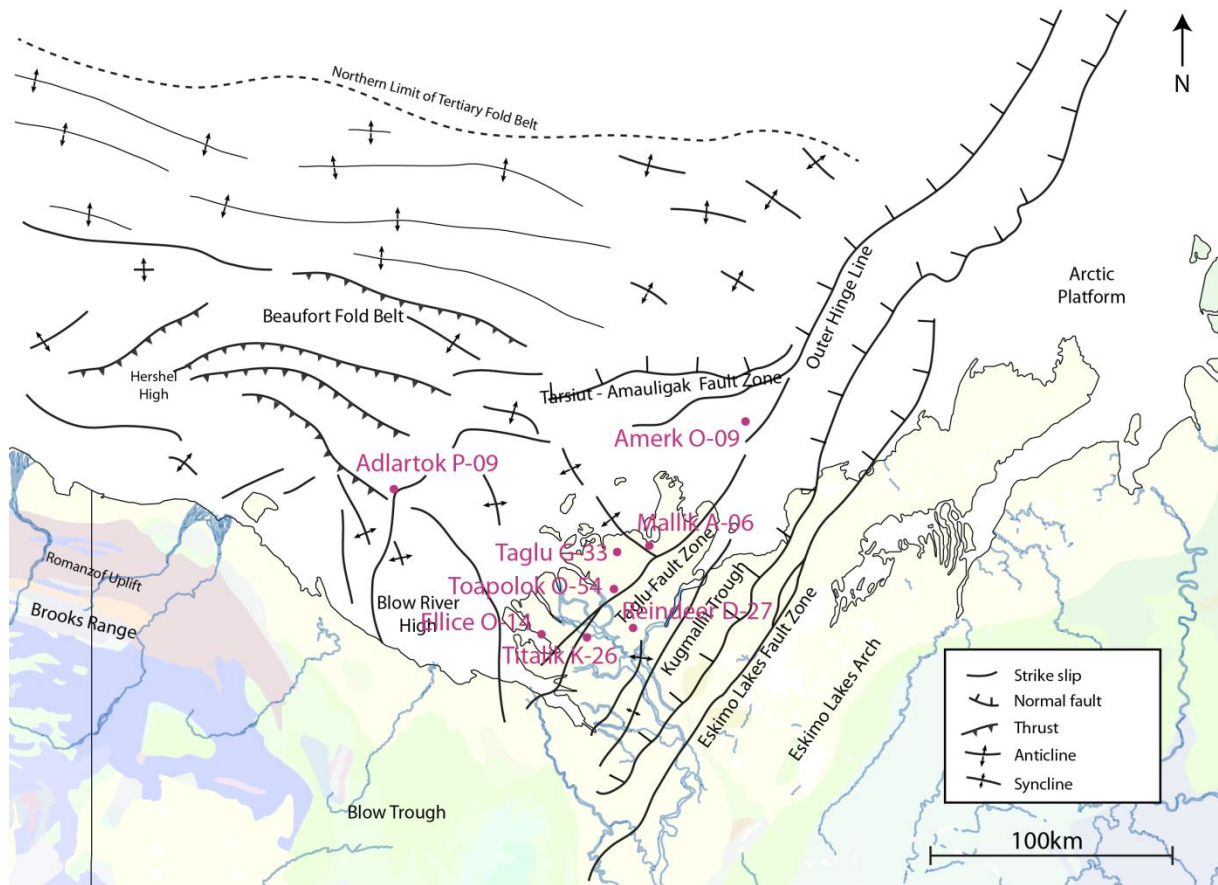 N
Northern Limit of Tertiary Fold Belt
Outer Hinge Line
Arctic
Platform
Beaufort Fold Belt
Hershel
High
Tarsiut - Amauligak Fault Zone
Amerk O-09
Adlartok P-09
Mallik A-06
Taglu G-33
Taglu Fault Zone
Toapolok O-54
Romanzof Uplift
Brooks Range
Blow River
High
Ellice O-14
Reindeer D-27
Titalik K-26
Kugmallit Trough
Eskimo Lakes Fault Zone
Eskimo Lakes Arch
Blow Trough
Strike slip
Normal fault
Thrust
Anticline
Syncline
100km